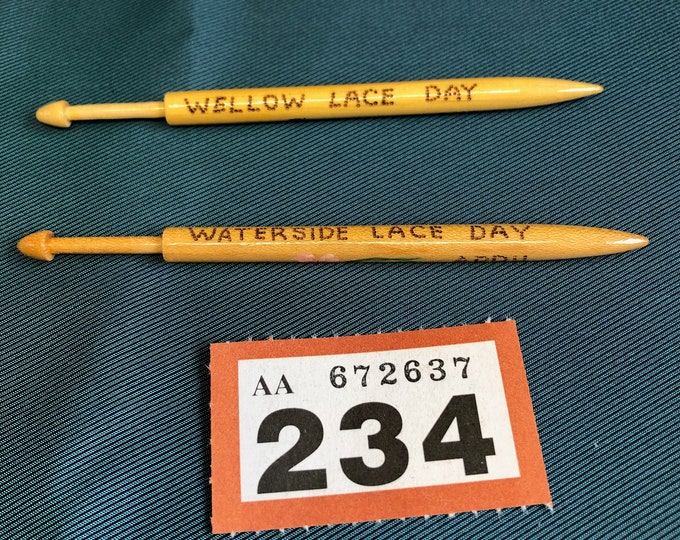 WELLOW LACE DAY
WATERSIDE LACE DAY
AA 672637
234